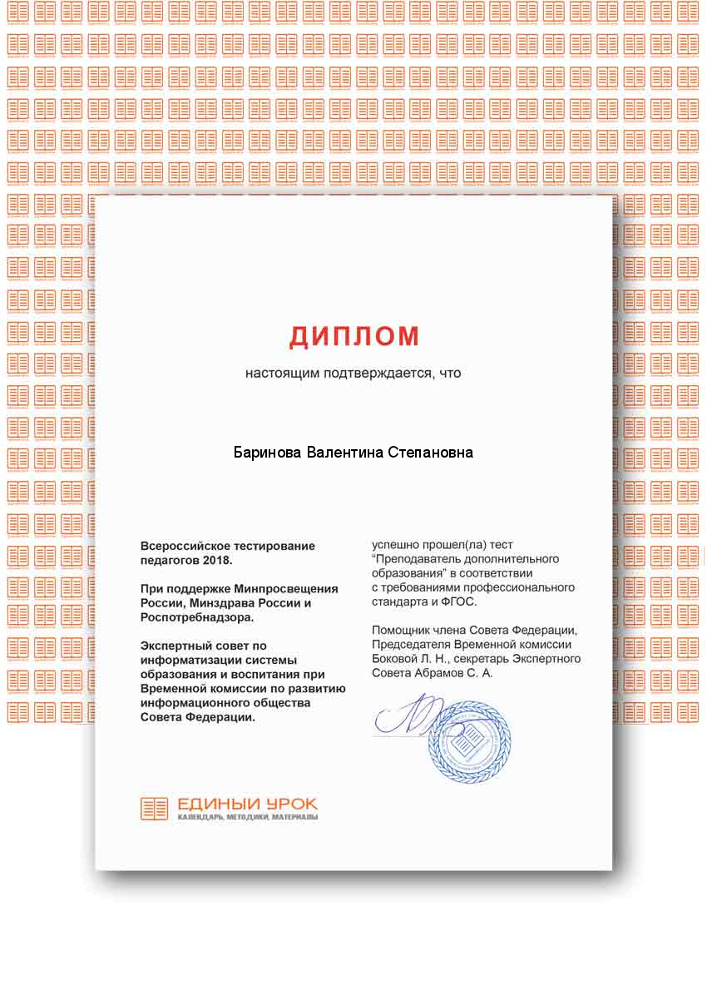 ДИПЛОМ
настоящим подтверждается, что
Баринова Валентина Степановна
Всероссийское тестирование
педагогов 2018.
При поддержке Минпросвещения
России, Минздрава России и
Роспотребнадзора.
Экспертный совет по
информатизации системы
образования и воспитания при
Временной комиссии по развитию
информационного общества
Совета Федерации.
успешно прошел(ла) тест
“Преподаватель дополнительного
образования” в соответствии
с требованиями профессионального
стандарта и ФГОС.
Помощник члена Совета Федерации,
Председателя Временной комиссии
Боковой Л. Н., секретарь Экспертного
Совета Абрамов С. А.
ЕДИНЫЙ УРОК
КАЛЕНДАРЬ, МЕТОДИКИ, МАТЕРИАЛЫ